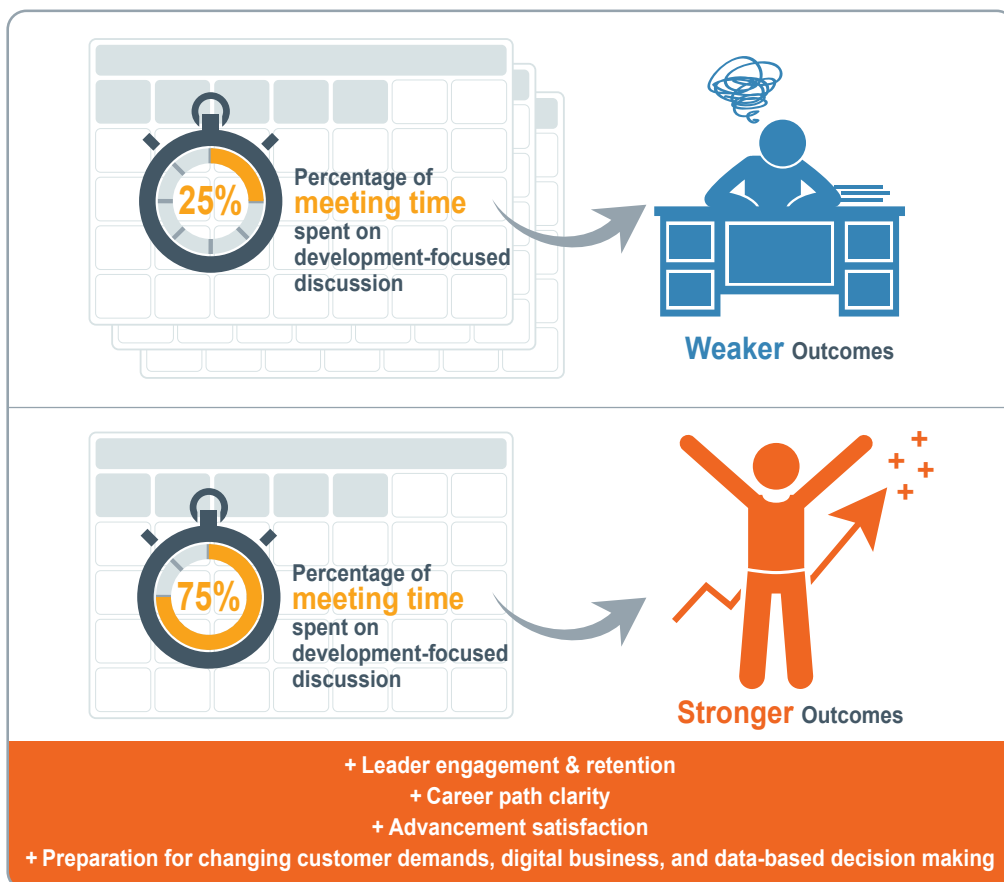 25%
Percentage of
meeting time
spent on
development-focused
discussion
Weaker Outcomes
75%
Percentage of
meeting time
spent on
development-focused
discussion
Stronger Outcomes
+ Leader engagement & retention
+ Career path clarity
+ Advancement satisfaction
+ Preparation for changing customer demands, digital business, and data-based decision making